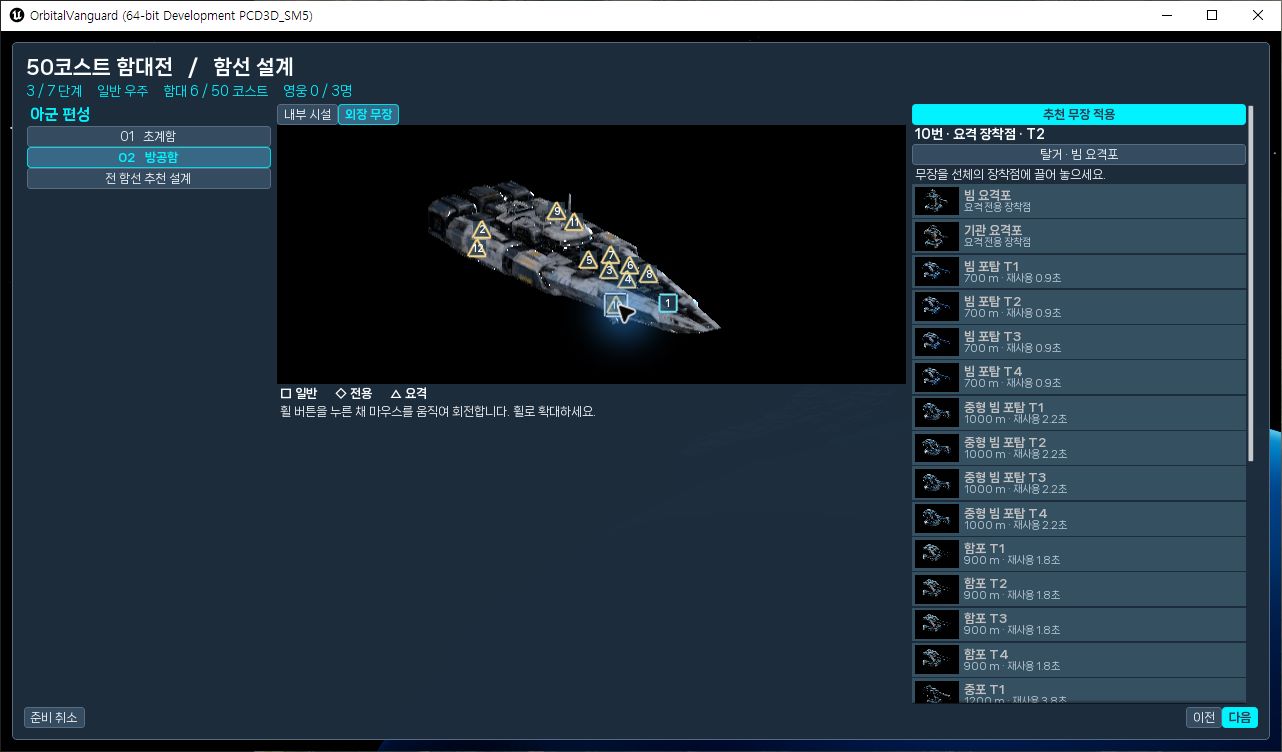 OrbitalVanguard (64-bit Development PCD3D_SM5)
50코스트 함대전 / 함선 설계
3 / 7 단계 일반 우주 함대 6 / 50 코스트 영웅 0 / 3명
아군 편성
01 초계함
02 방공함
전 함선 추천 설계
내부 시설 외장 무장
9
11
2
12
7
5
6
3
8
4
1
□ 일반 ◇ 전용 △ 요격
휠 버튼을 누른 채 마우스를 움직여 회전합니다. 휠로 확대하세요.
추천 무장 적용
10번 · 요격 장착점 · T2
탈거 · 빔 요격포
무장을 선체의 장착점에 끌어 놓으세요.
빔 요격포
요격 전용 장착점
기관 요격포
요격 전용 장착점
빔 포탑 T1
700 m · 재사용 0.9초
빔 포탑 T2
700 m · 재사용 0.9초
빔 포탑 T3
700 m · 재사용 0.9초
빔 포탑 T4
700 m · 재사용 0.9초
중형 빔 포탑 T1
1000 m · 재사용 2.2초
중형 빔 포탑 T2
1000 m · 재사용 2.2초
중형 빔 포탑 T3
1000 m · 재사용 2.2초
중형 빔 포탑 T4
1000 m · 재사용 2.2초
함포 T1
900 m · 재사용 1.8초
함포 T2
900 m · 재사용 1.8초
함포 T3
900 m · 재사용 1.8초
함포 T4
900 m · 재사용 1.8초
중포 T1
1200 m · 재사용 3.8초
준비 취소
이전 다음